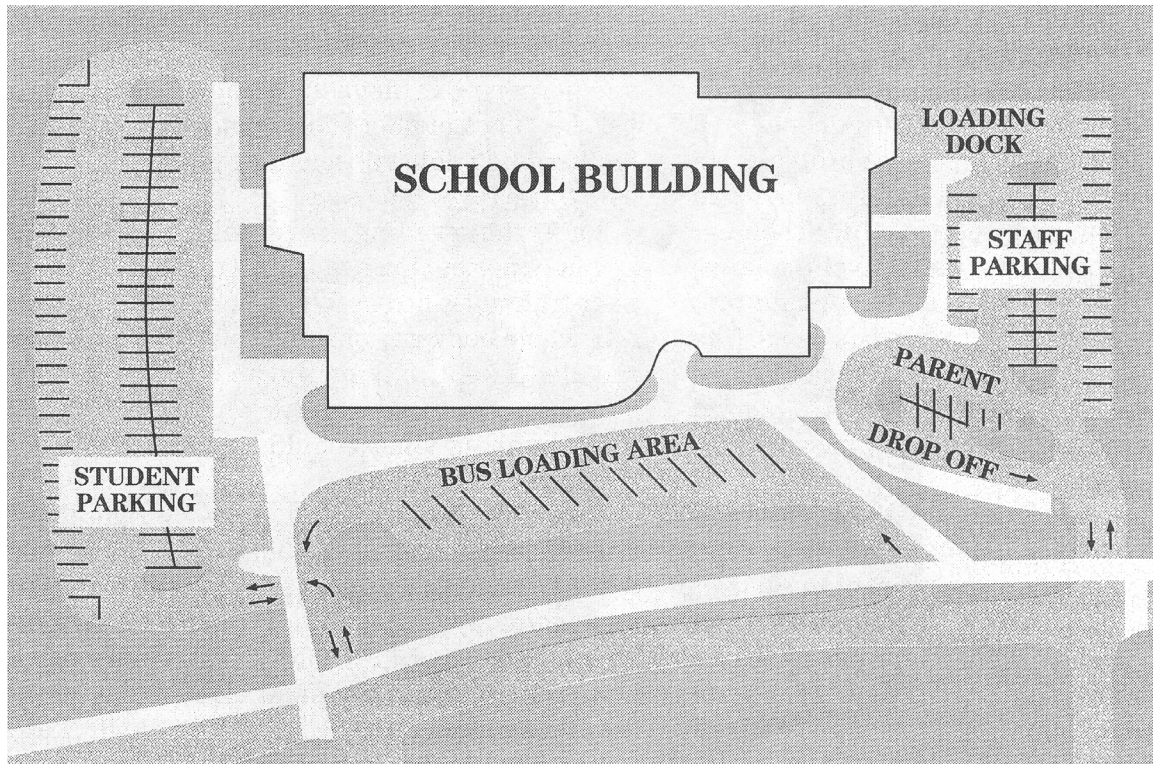 SCHOOL BUILDING
LOADING
DOCK
STAFF
PARKING
PARENT
DROP OFF
BUS LOADING AREA
STUDENT
PARKING